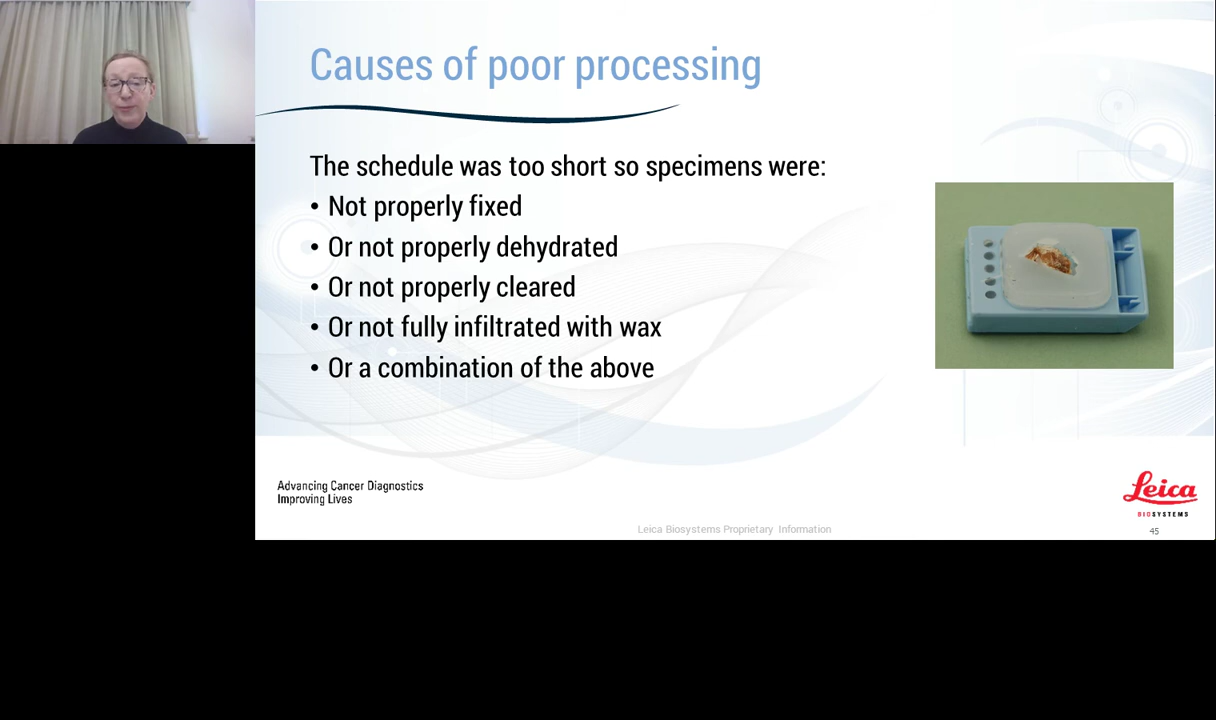 Causes of poor processing
The schedule was too short so specimens were:
• Not properly fixed
• Or not properly dehydrated
• Or not properly cleared
• Or not fully infiltrated with wax
• Or a combination of the above
Advancing Cancer Diagnostics
Improving Lives
Leica
BIOSYSTEMS
Leica Biosystems Proprietary Information
45